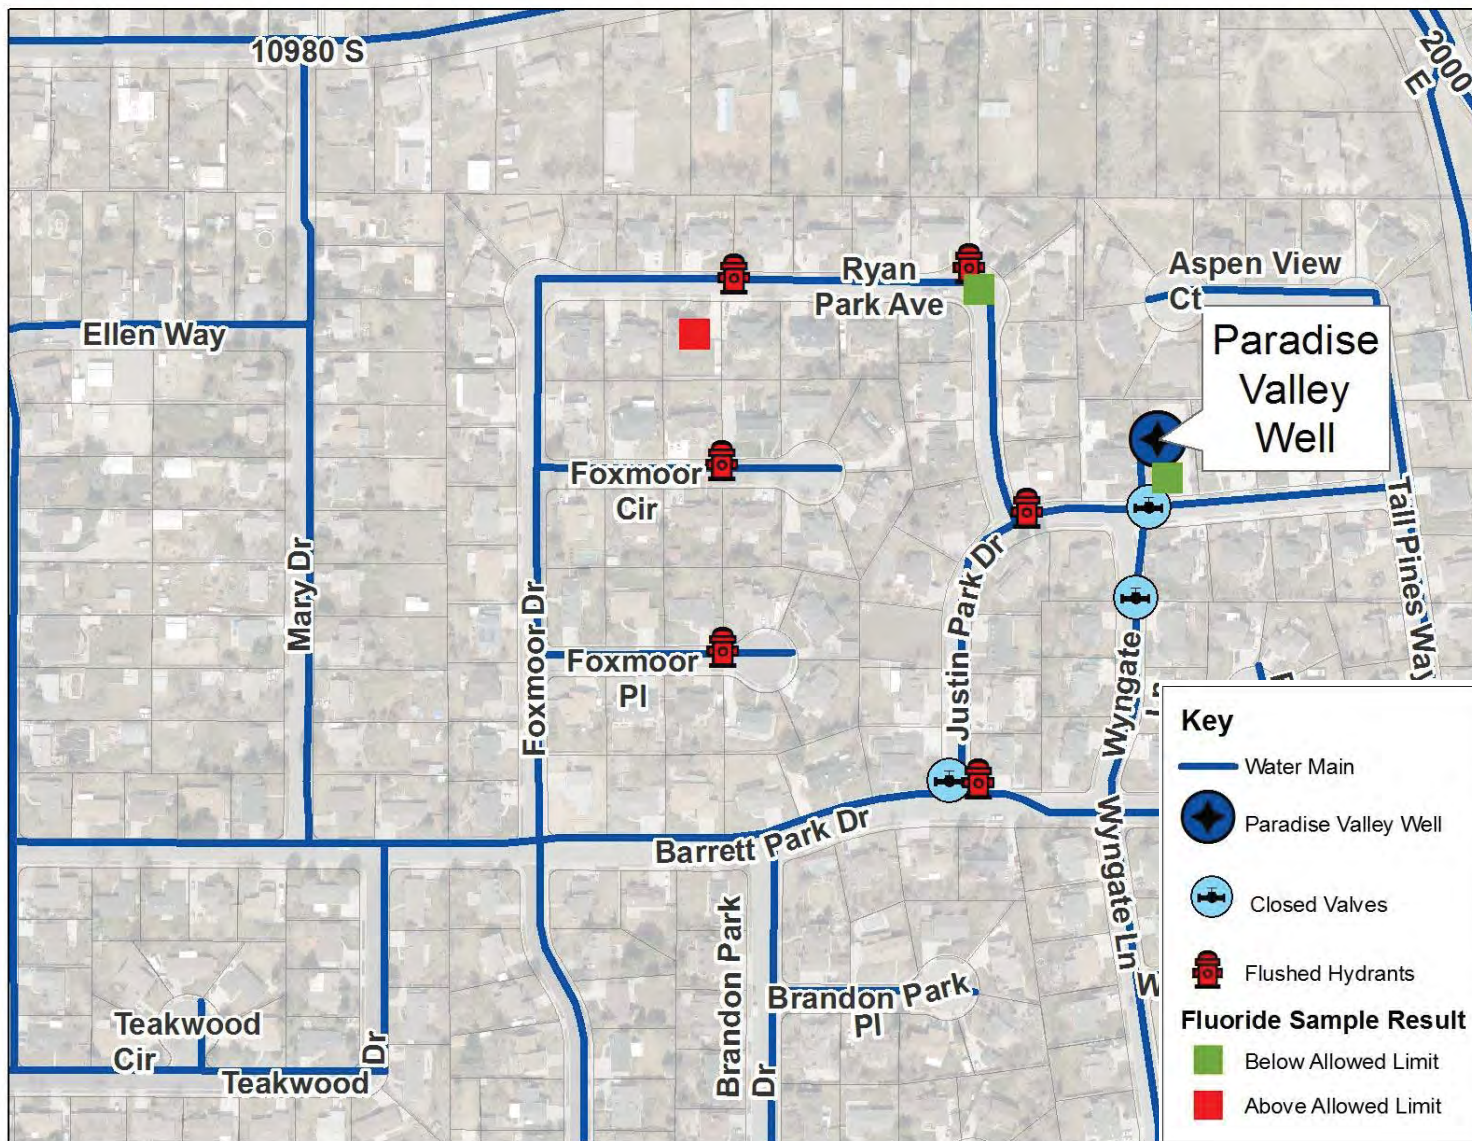 10980 S
2000
E
Ryan
Park Ave
Aspen View
Ct
Ellen Way
Paradise
Valley
Well
Foxmoor
Cir
Mary Dr
Foxmoor Dr
Tall Pines Way
Justin Park Dr
Foxmoor
Pl
Wyngate
Ln
Barrett Park Dr
Wyngate Ln
Brandon Park
Dr
Brandon Park
Pl
Teakwood
Cir
Teakwood
Dr
W
Key
Water Main
Paradise Valley Well
Closed Valves
Flushed Hydrants
Fluoride Sample Result
Below Allowed Limit
Above Allowed Limit